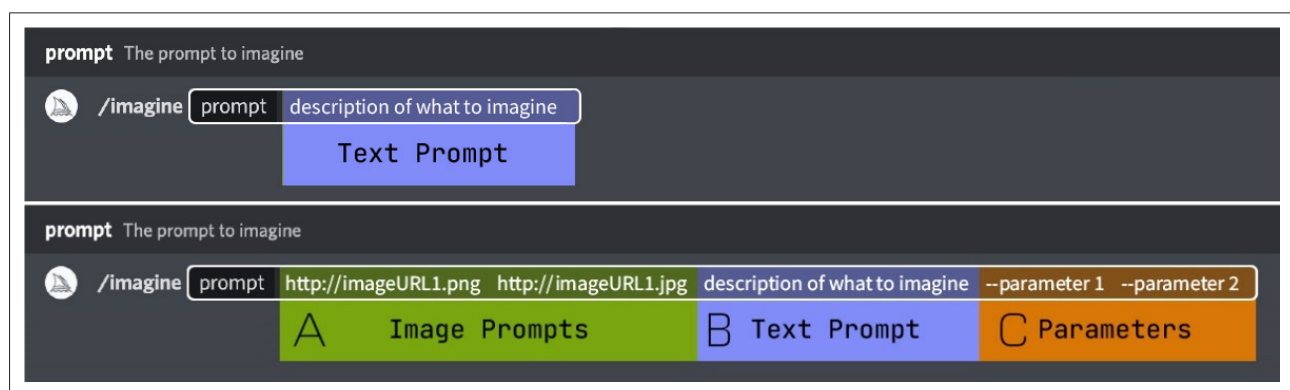 prompt The prompt to imagine
/imagine prompt description of what to imagine
Text Prompt
prompt The prompt to imagine
/imagine prompt http://imageURL1.png http://imageURL1.jpg description of what to imagine --parameter 1 --parameter 2
A Image Prompts B Text Prompt C Parameters